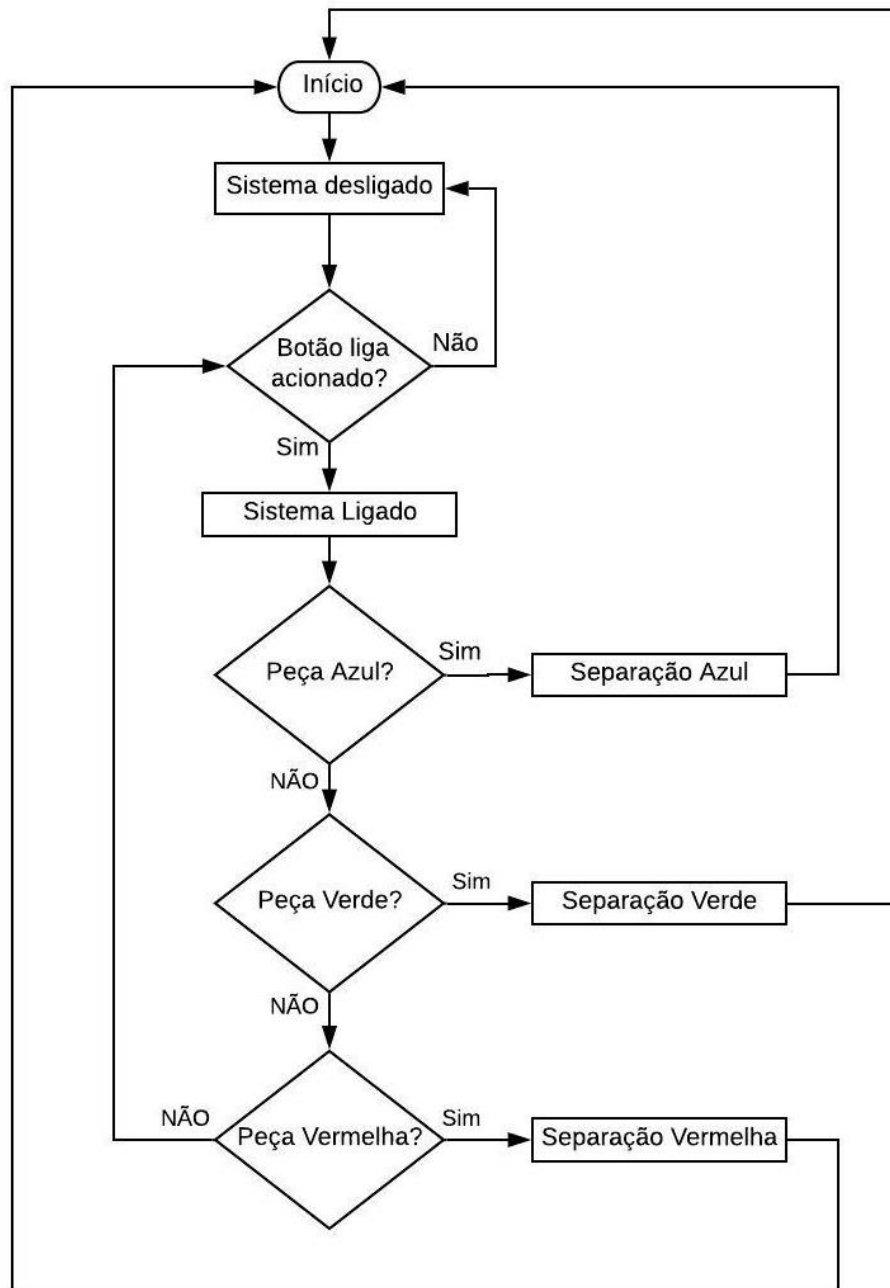 Início
Sistema desligado
Botão liga
acionado?
Não
Sim
Sistema Ligado
Peça Azul?
Sim
Separação Azul
NÃO
Peça Verde?
Sim
Separação Verde
NÃO
NÃO
Peça Vermelha?
Sim
Separação Vermelha